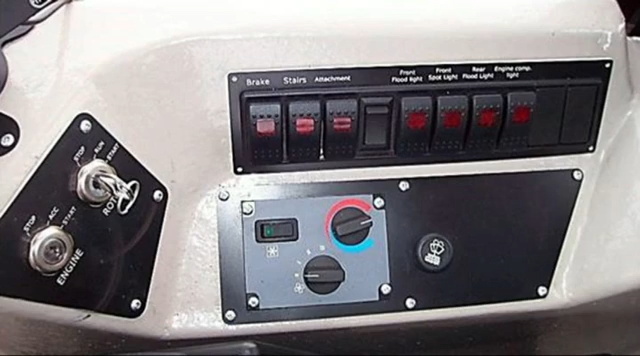 Brake
Stairs
Attachment
Front
Flood light
Front
Spot Light
Rear
Flood Light
Engine comp.
light
STOP
RUN
START
STOP
ACC
START
ENGINE